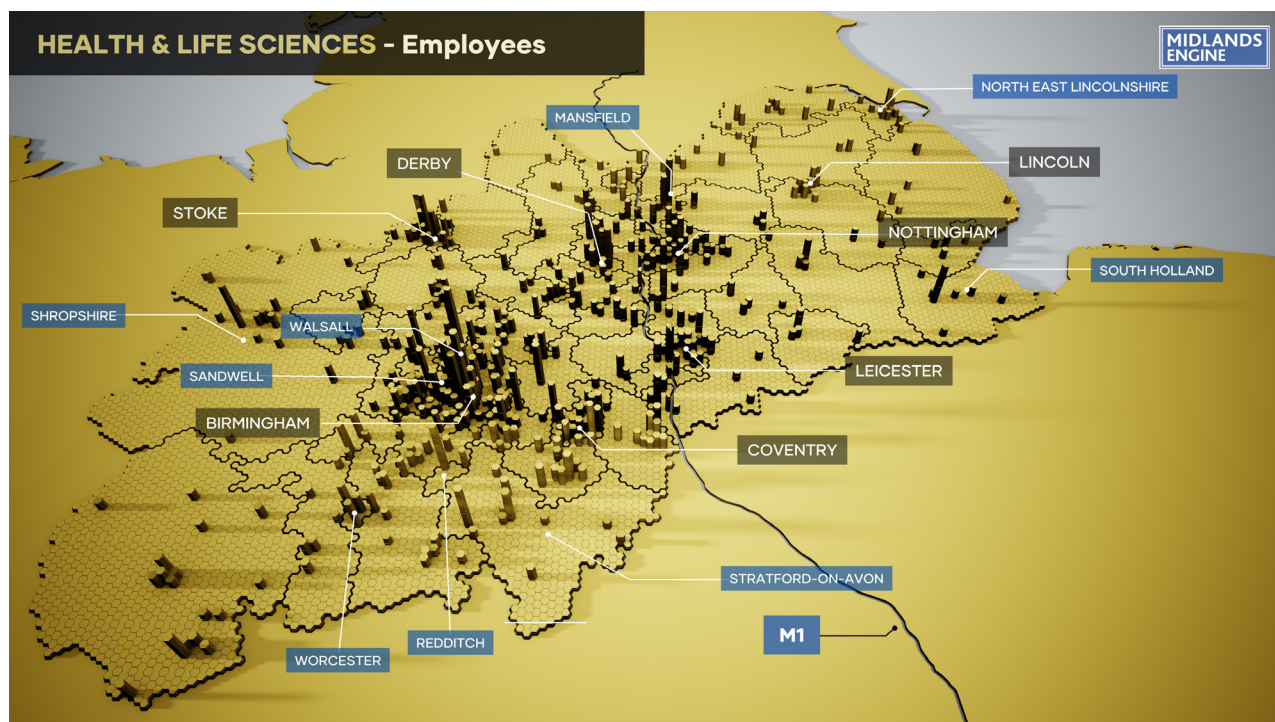 HEALTH & LIFE SCIENCES - Employees
MIDLANDS
ENGINE
NORTH EAST LINCOLNSHIRE
MANSFIELD
DERBY
LINCOLN
STOKE
NOTTINGHAM
SOUTH HOLLAND
SHROPSHIRE
WALSALL
SANDWELL
LEICESTER
BIRMINGHAM
COVENTRY
STRATFORD-ON-AVON
M1
REDDITCH
WORCESTER